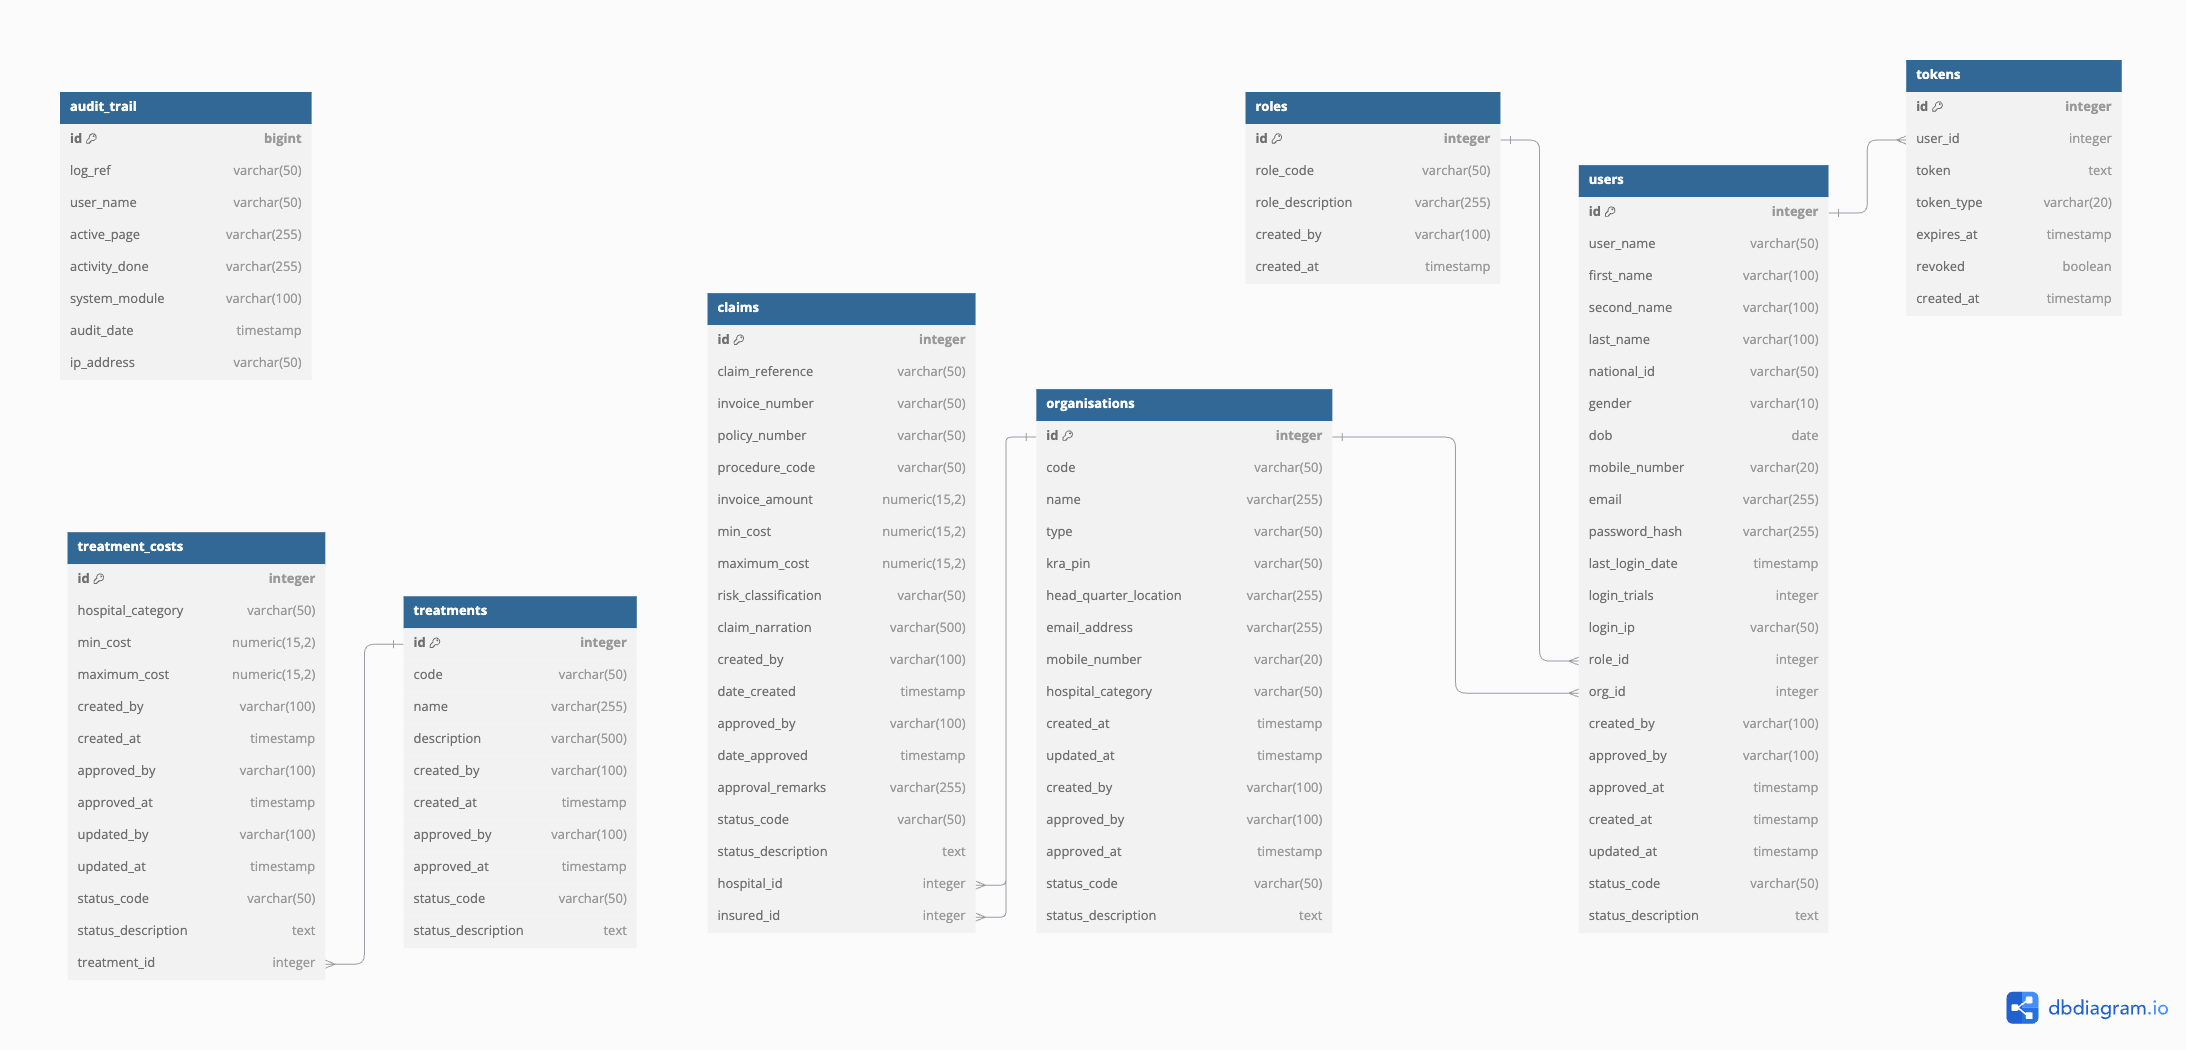 audit_trail
id bigint
log_ref varchar(50)
user_name varchar(50)
active_page varchar(255)
activity_done varchar(255)
system_module varchar(100)
audit_date timestamp
ip_address varchar(50)
treatment_costs
id integer
hospital_category varchar(50)
min_cost numeric(15,2)
maximum_cost numeric(15,2)
created_by varchar(100)
created_at timestamp
approved_by varchar(100)
approved_at timestamp
updated_by varchar(100)
updated_at timestamp
status_code varchar(50)
status_description text
treatment_id integer
treatments
id integer
code varchar(50)
name varchar(255)
description varchar(500)
created_by varchar(100)
created_at timestamp
approved_by varchar(100)
approved_at timestamp
status_code varchar(50)
status_description text
claims
id integer
claim_reference varchar(50)
invoice_number varchar(50)
policy_number varchar(50)
procedure_code varchar(50)
invoice_amount numeric(15,2)
min_cost numeric(15,2)
maximum_cost numeric(15,2)
risk_classification varchar(50)
claim_narration varchar(500)
created_by varchar(100)
date_created timestamp
approved_by varchar(100)
date_approved timestamp
approval_remarks varchar(255)
status_code varchar(50)
status_description text
hospital_id integer
insured_id integer
organisations
id integer
code varchar(50)
name varchar(255)
type varchar(50)
kra_pin varchar(50)
head_quarter_location varchar(255)
email_address varchar(255)
mobile_number varchar(20)
hospital_category varchar(50)
created_at timestamp
updated_at timestamp
created_by varchar(100)
approved_by varchar(100)
approved_at timestamp
status_code varchar(50)
status_description text
roles
id integer
role_code varchar(50)
role_description varchar(255)
created_by varchar(100)
created_at timestamp
users
id integer
user_name varchar(50)
first_name varchar(100)
second_name varchar(100)
last_name varchar(100)
national_id varchar(50)
gender varchar(10)
dob date
mobile_number varchar(20)
email varchar(255)
password_hash varchar(255)
last_login_date timestamp
login_trials integer
login_ip varchar(50)
role_id integer
org_id integer
created_by varchar(100)
approved_by varchar(100)
approved_at timestamp
created_at timestamp
updated_at timestamp
status_code varchar(50)
status_description text
tokens
id integer
user_id integer
token text
token_type varchar(20)
expires_at timestamp
revoked boolean
created_at timestamp
dbdiagram.io